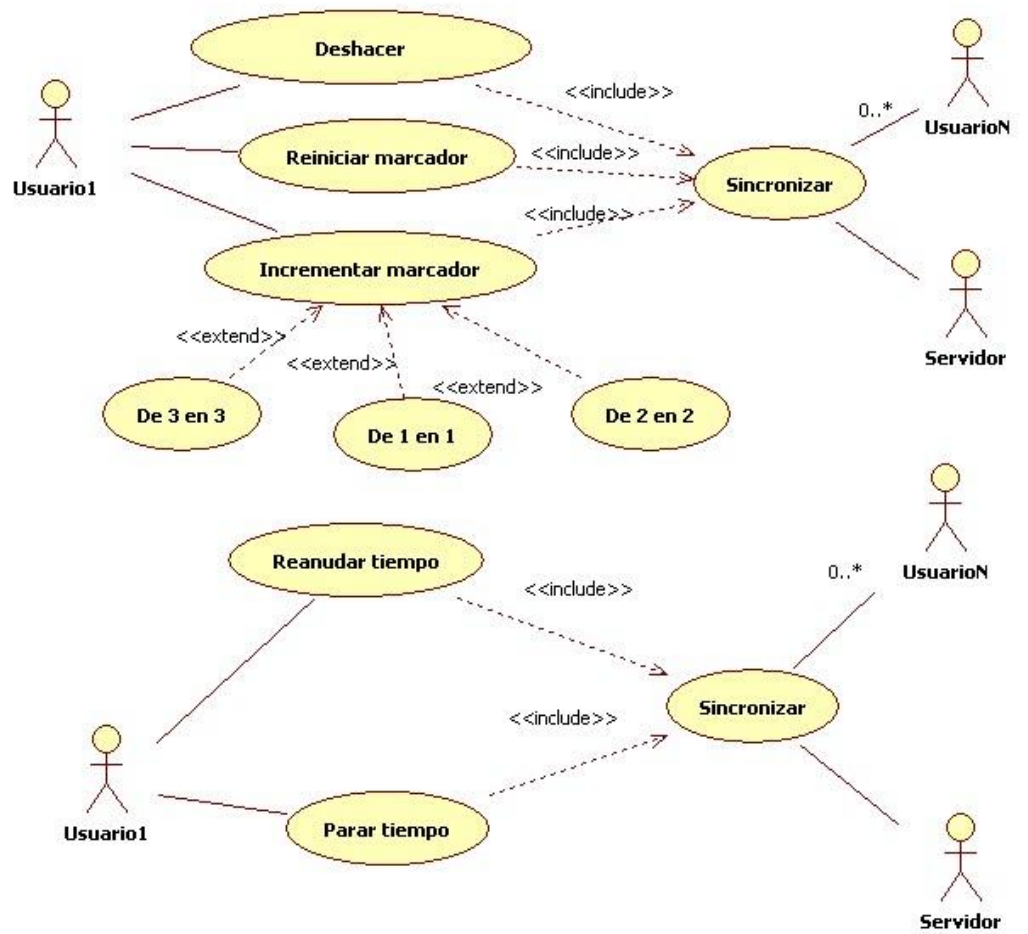 Deshacer
<<include>>
0..*
UsuarioN
Usuario1
Reiniciar marcador
<<include>>
Sincronizar
<<include>>
Incrementar marcador
<<extend>>
<<extend>>
<<extend>>
Servidor
De 3 en 3
De 1 en 1
De 2 en 2
Reanudar tiempo
<<include>>
0..*
UsuarioN
Sincronizar
<<include>>
Usuario1
Parar tiempo
Servidor